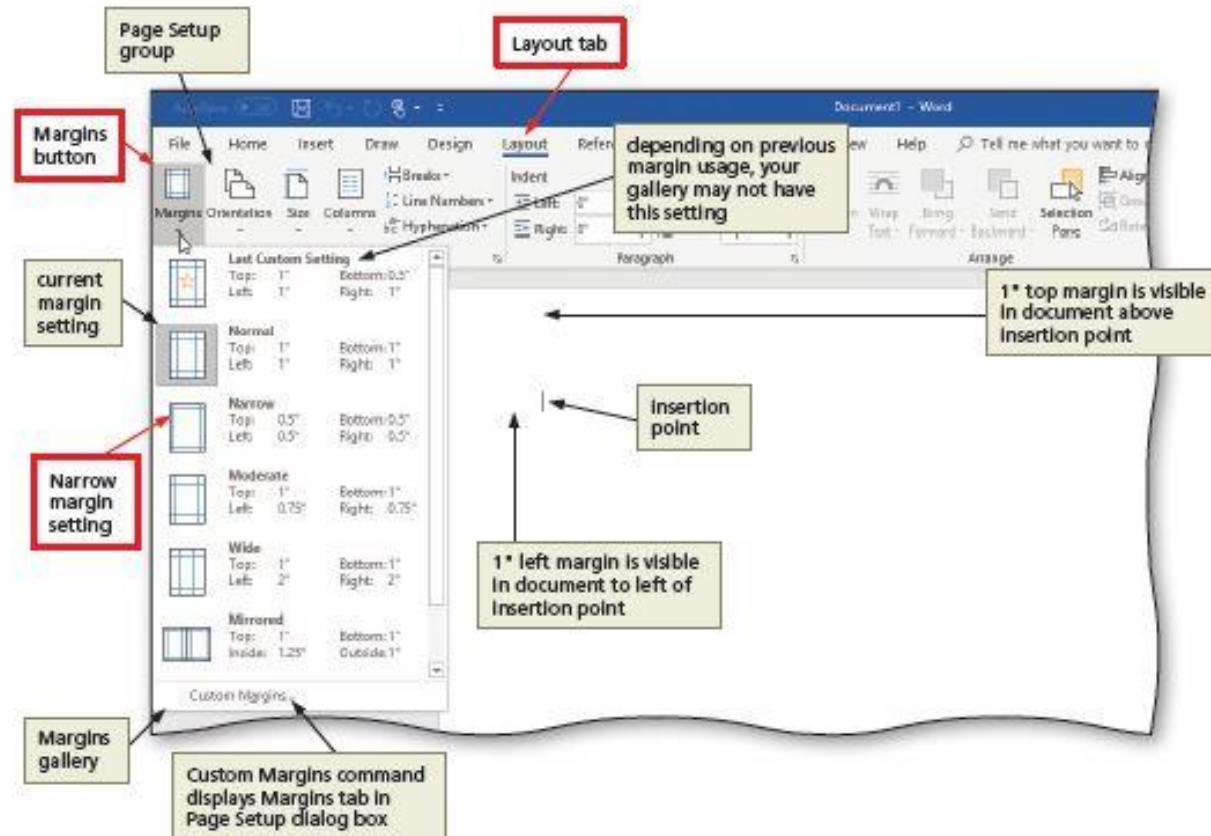 Page Setup
group
Layout tab
Margins
button
Document1 - Word
File Home Insert Draw Design Layout
Help Tell me what you want to
depending on previous
margin usage, your
gallery may not have
this setting
Margins Orientation Size Columns
Breaks
Line Numbers
Hyphenation
Indent
Left:
Right:
Paragraph
Wrap
Text
Bring
Forward
Send
Backward
Selection
Pane
Arrange
current
margin
setting
Last Custom Setting
Top: 1" Bottom: 0.5"
Left: 1" Right: 1"
Normal
Top: 1" Bottom: 1"
Left: 1" Right: 1"
Narrow
Top: 0.5" Bottom: 0.5"
Left: 0.5" Right: 0.5"
Moderate
Top: 1" Bottom: 1"
Left: 0.75" Right: 0.75"
Wide
Top: 1" Bottom: 1"
Left: 2" Right: 2"
Mirrored
Top: 1" Bottom: 1"
Inside: 1.25" Outside: 1"
Custom Margins...
1" top margin is visible
in document above
insertion point
insertion
point
Narrow
margin
setting
1" left margin is visible
in document to left of
insertion point
Margins
gallery
Custom Margins command
displays Margins tab in
Page Setup dialog box